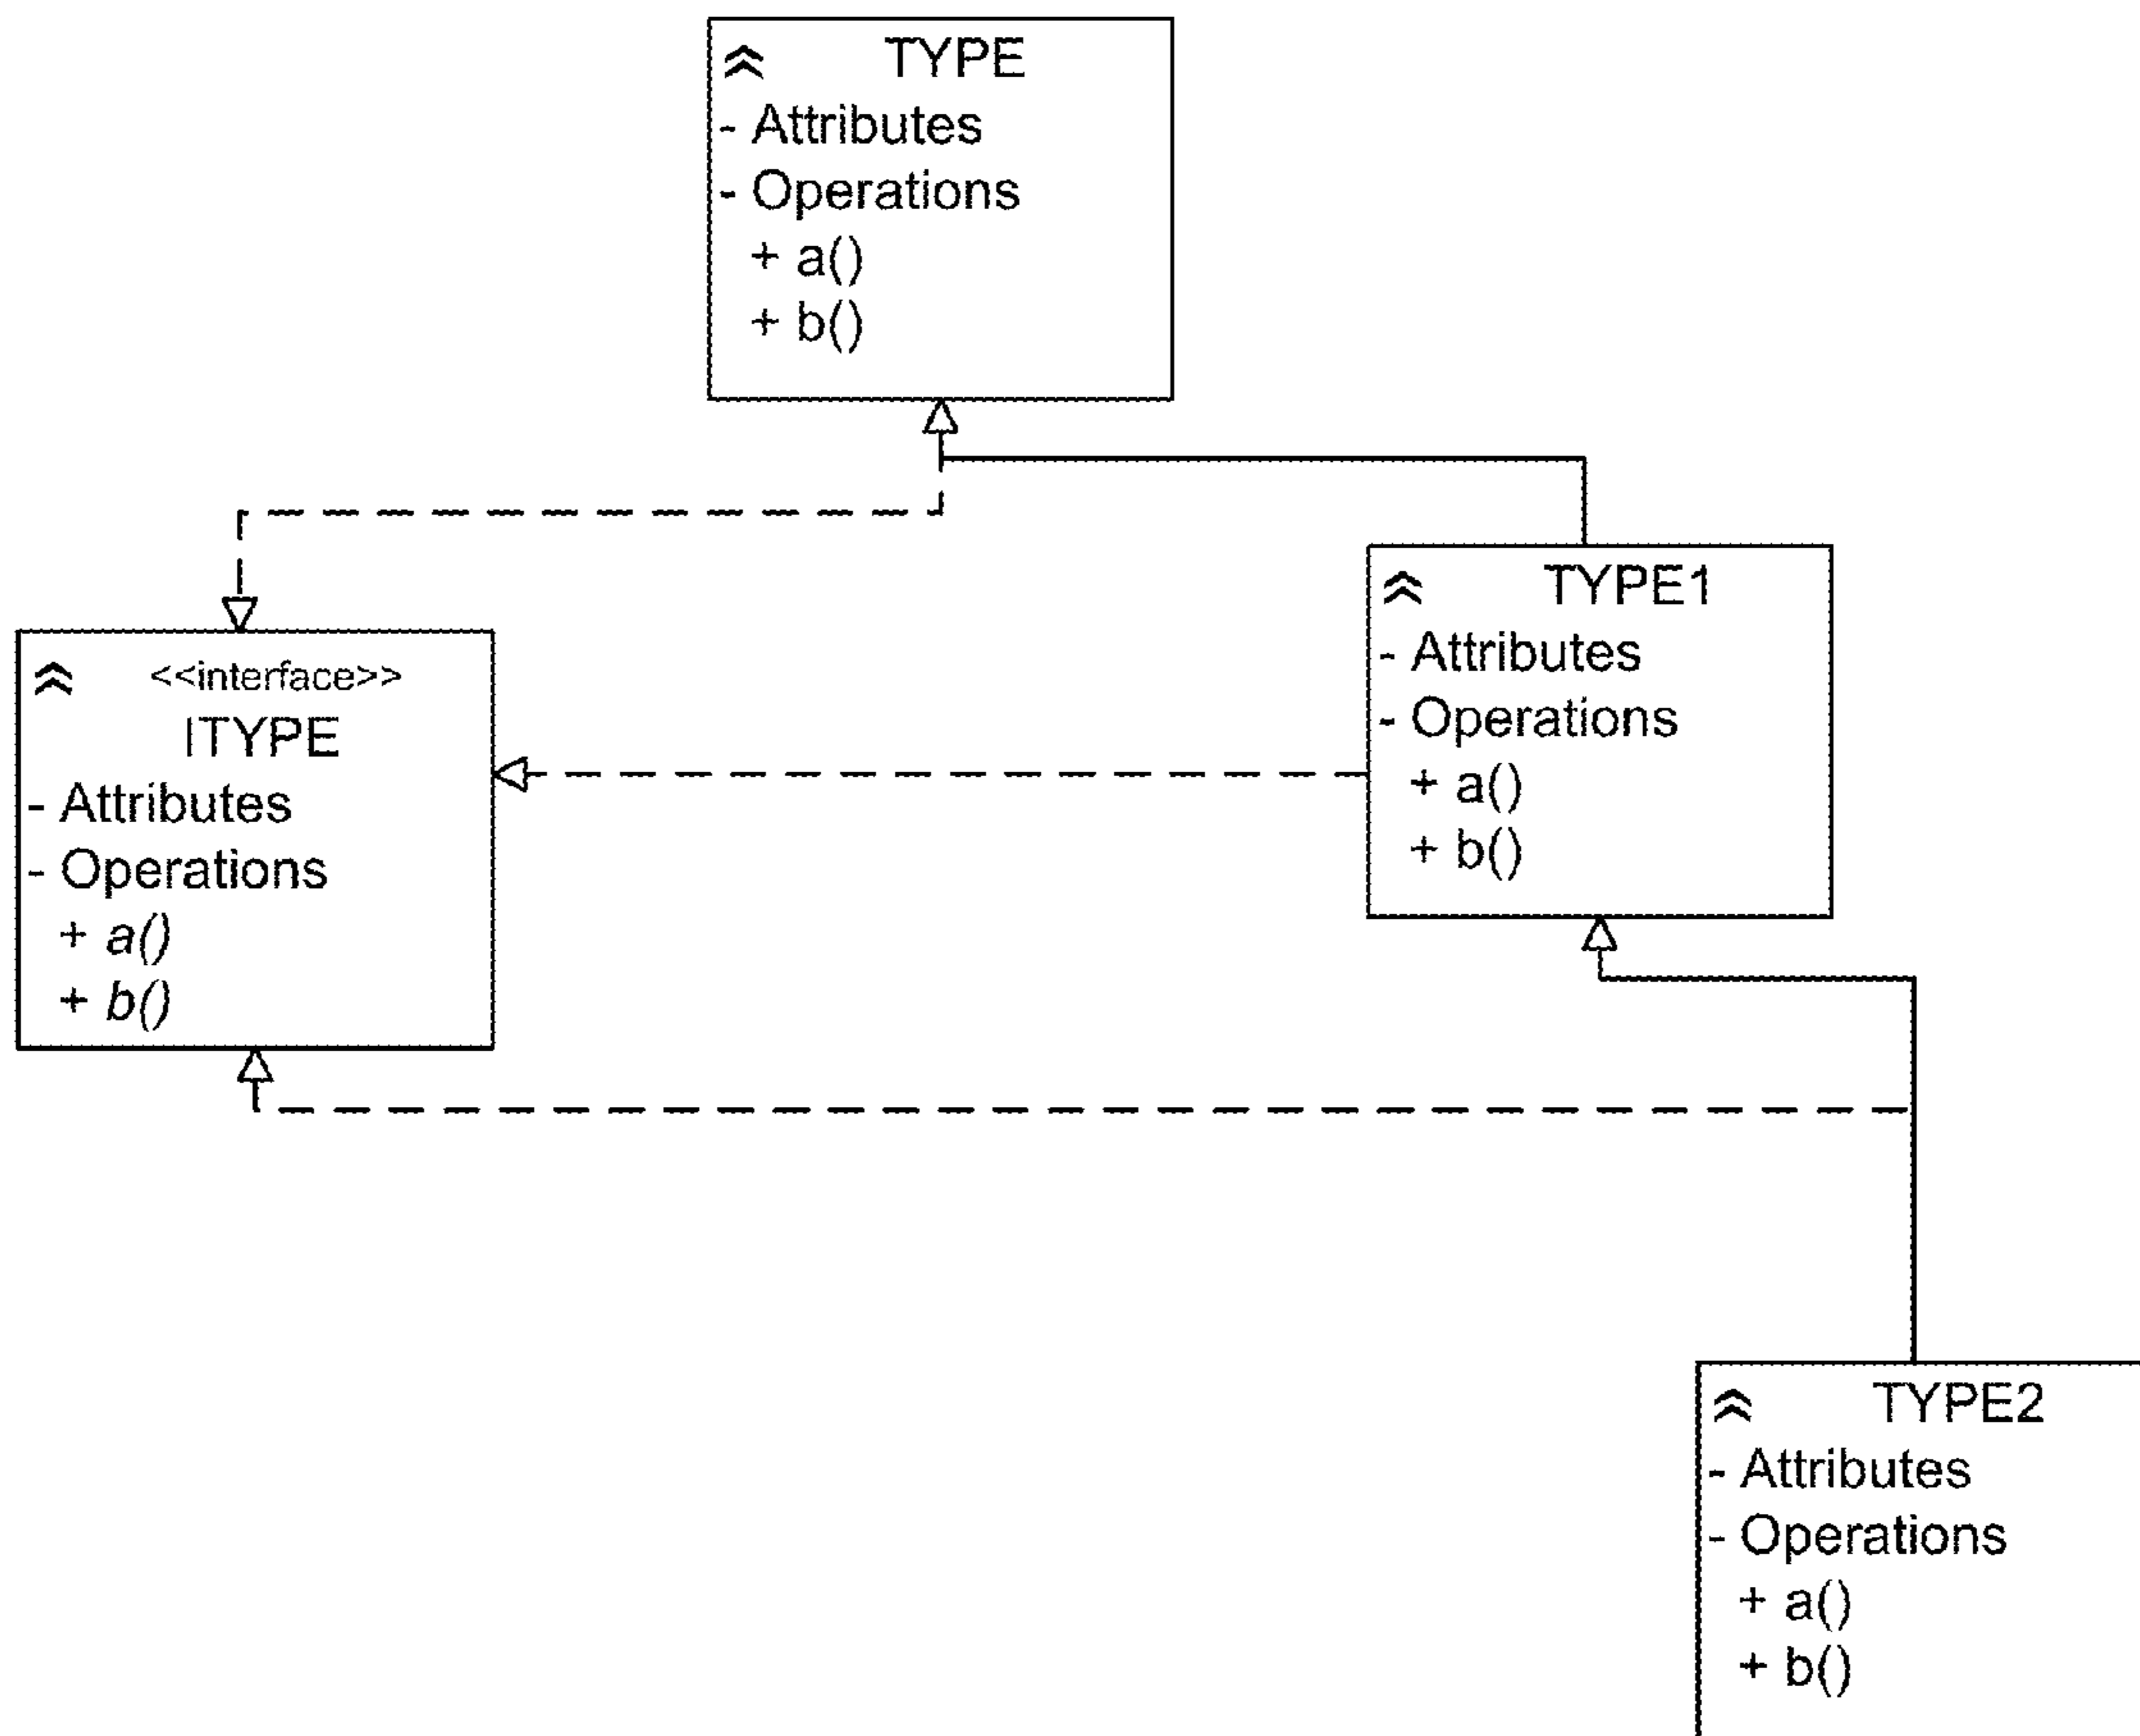 TYPE
- Attributes
- Operations
+ a()
+ b()
<<interface>>
ITYPE
- Attributes
- Operations
+ a()
+ b()
TYPE1
- Attributes
- Operations
+ a()
+ b()
TYPE2
- Attributes
- Operations
+ a()
+ b()